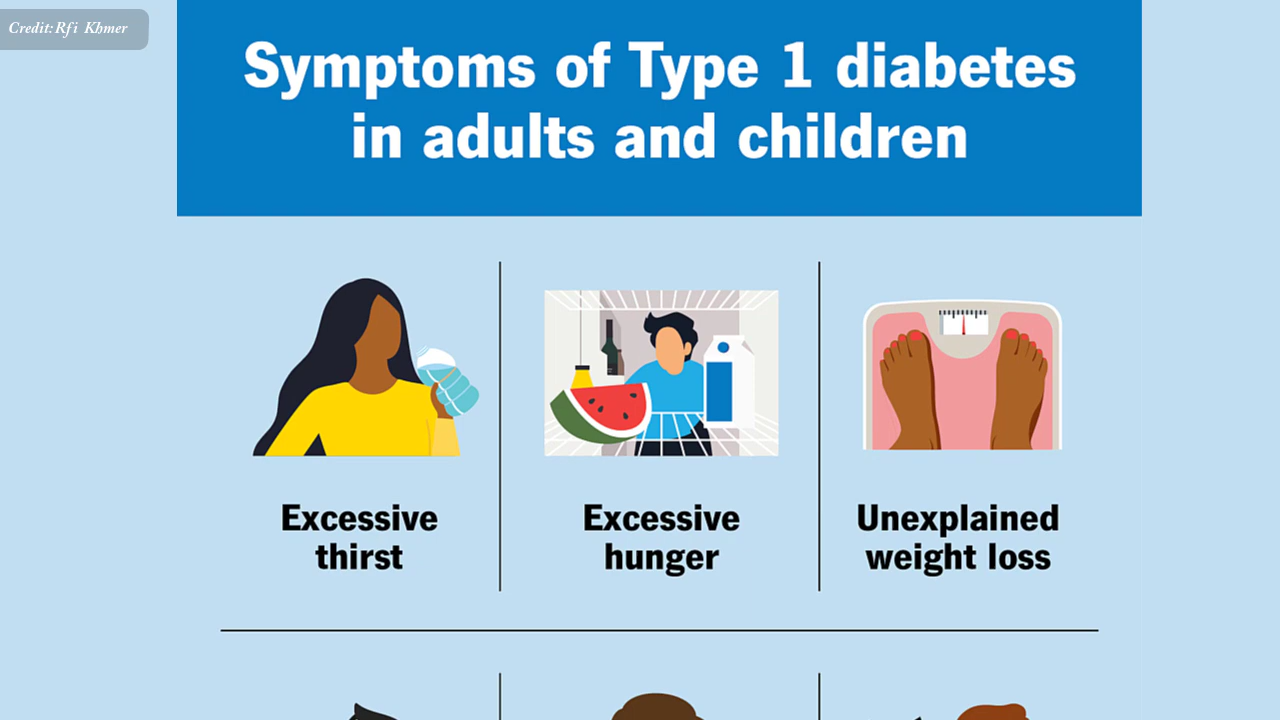 Credit:Rfi Khmer
Symptoms of Type 1 diabetes
in adults and children
Excessive
thirst
Excessive
hunger
Unexplained
weight loss